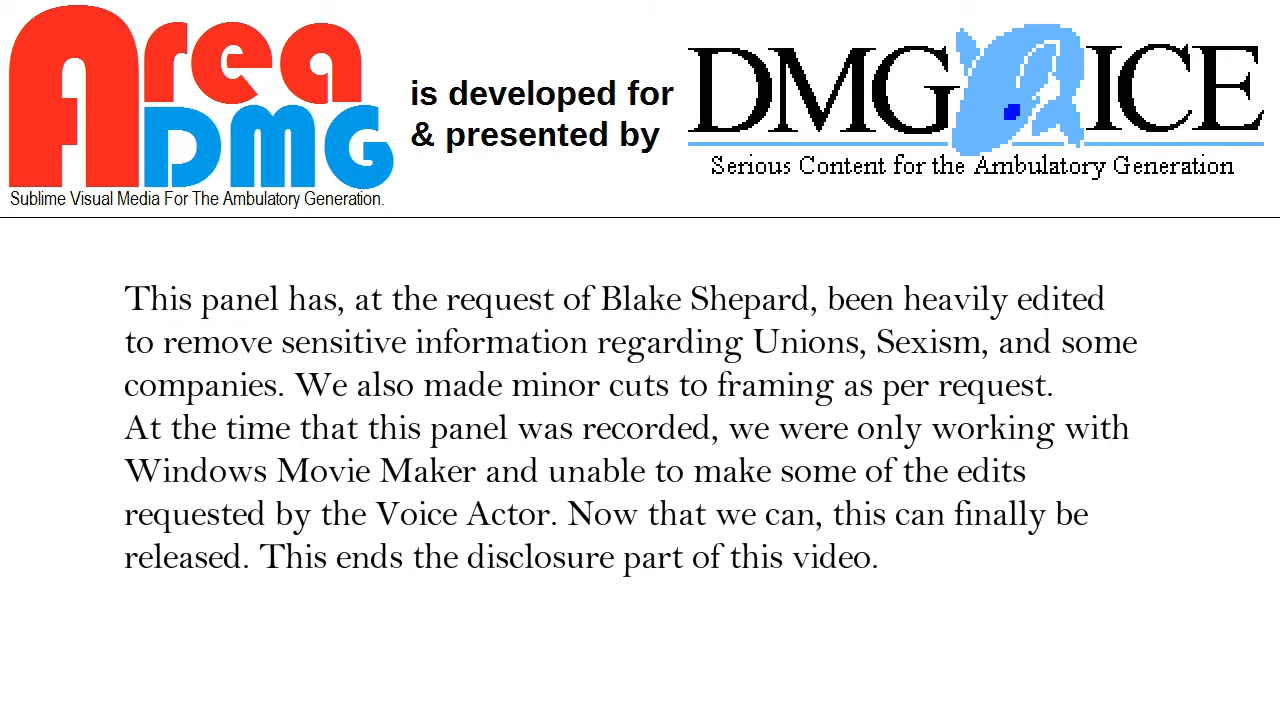 Area
DMG
Sublime Visual Media For The Ambulatory Generation.
is developed for
& presented by
DMG ICE
Serious Content for the Ambulatory Generation
This panel has, at the request of Blake Shepard, been heavily edited
to remove sensitive information regarding Unions, Sexism, and some
companies. We also made minor cuts to framing as per request.
At the time that this panel was recorded, we were only working with
Windows Movie Maker and unable to make some of the edits
requested by the Voice Actor. Now that we can, this can finally be
released. This ends the disclosure part of this video.